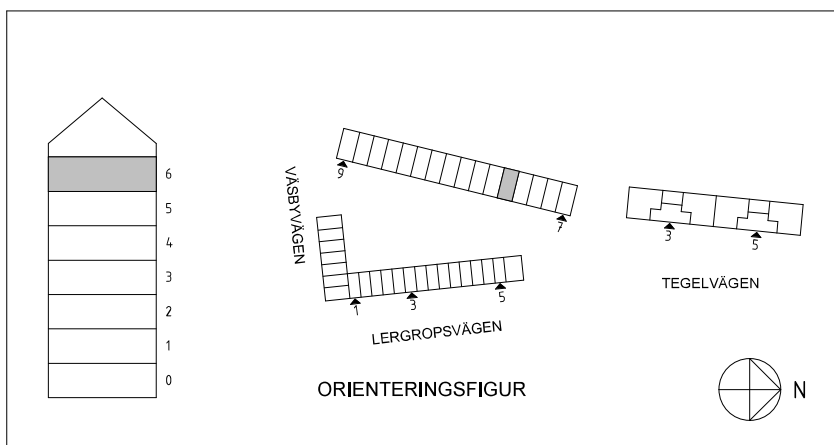 6
5
4
3
2
1
0
VÄSBYVÄGEN
9
7
1
3
5
LERGROPSVÄGEN
3
5
TEGELVÄGEN
ORIENTERINGSFIGUR
N